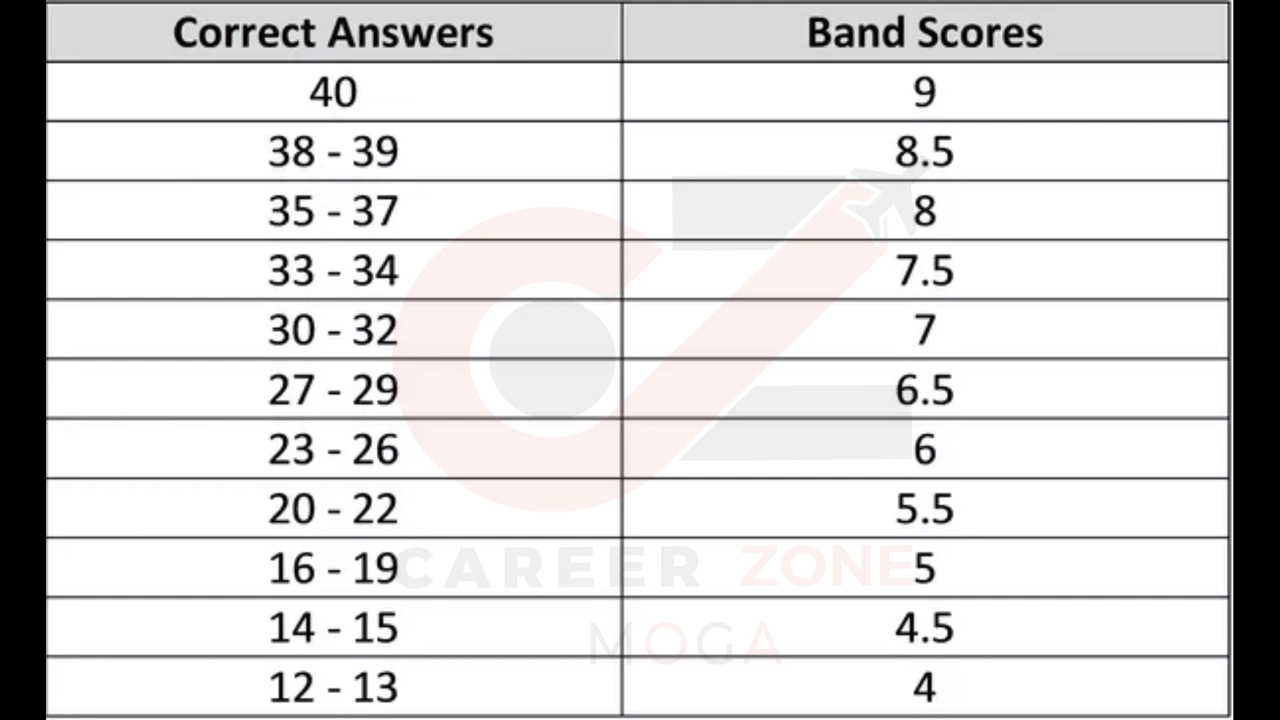 Correct Answers Band Scores
40 9
38 - 39 8.5
35 - 37 8
33 - 34 7.5
30 - 32 7
27 - 29 6.5
23 - 26 6
20 - 22 5.5
16 - 19 5
CAREER ZONE
14 - 15 4.5
MOGA
12 - 13 4